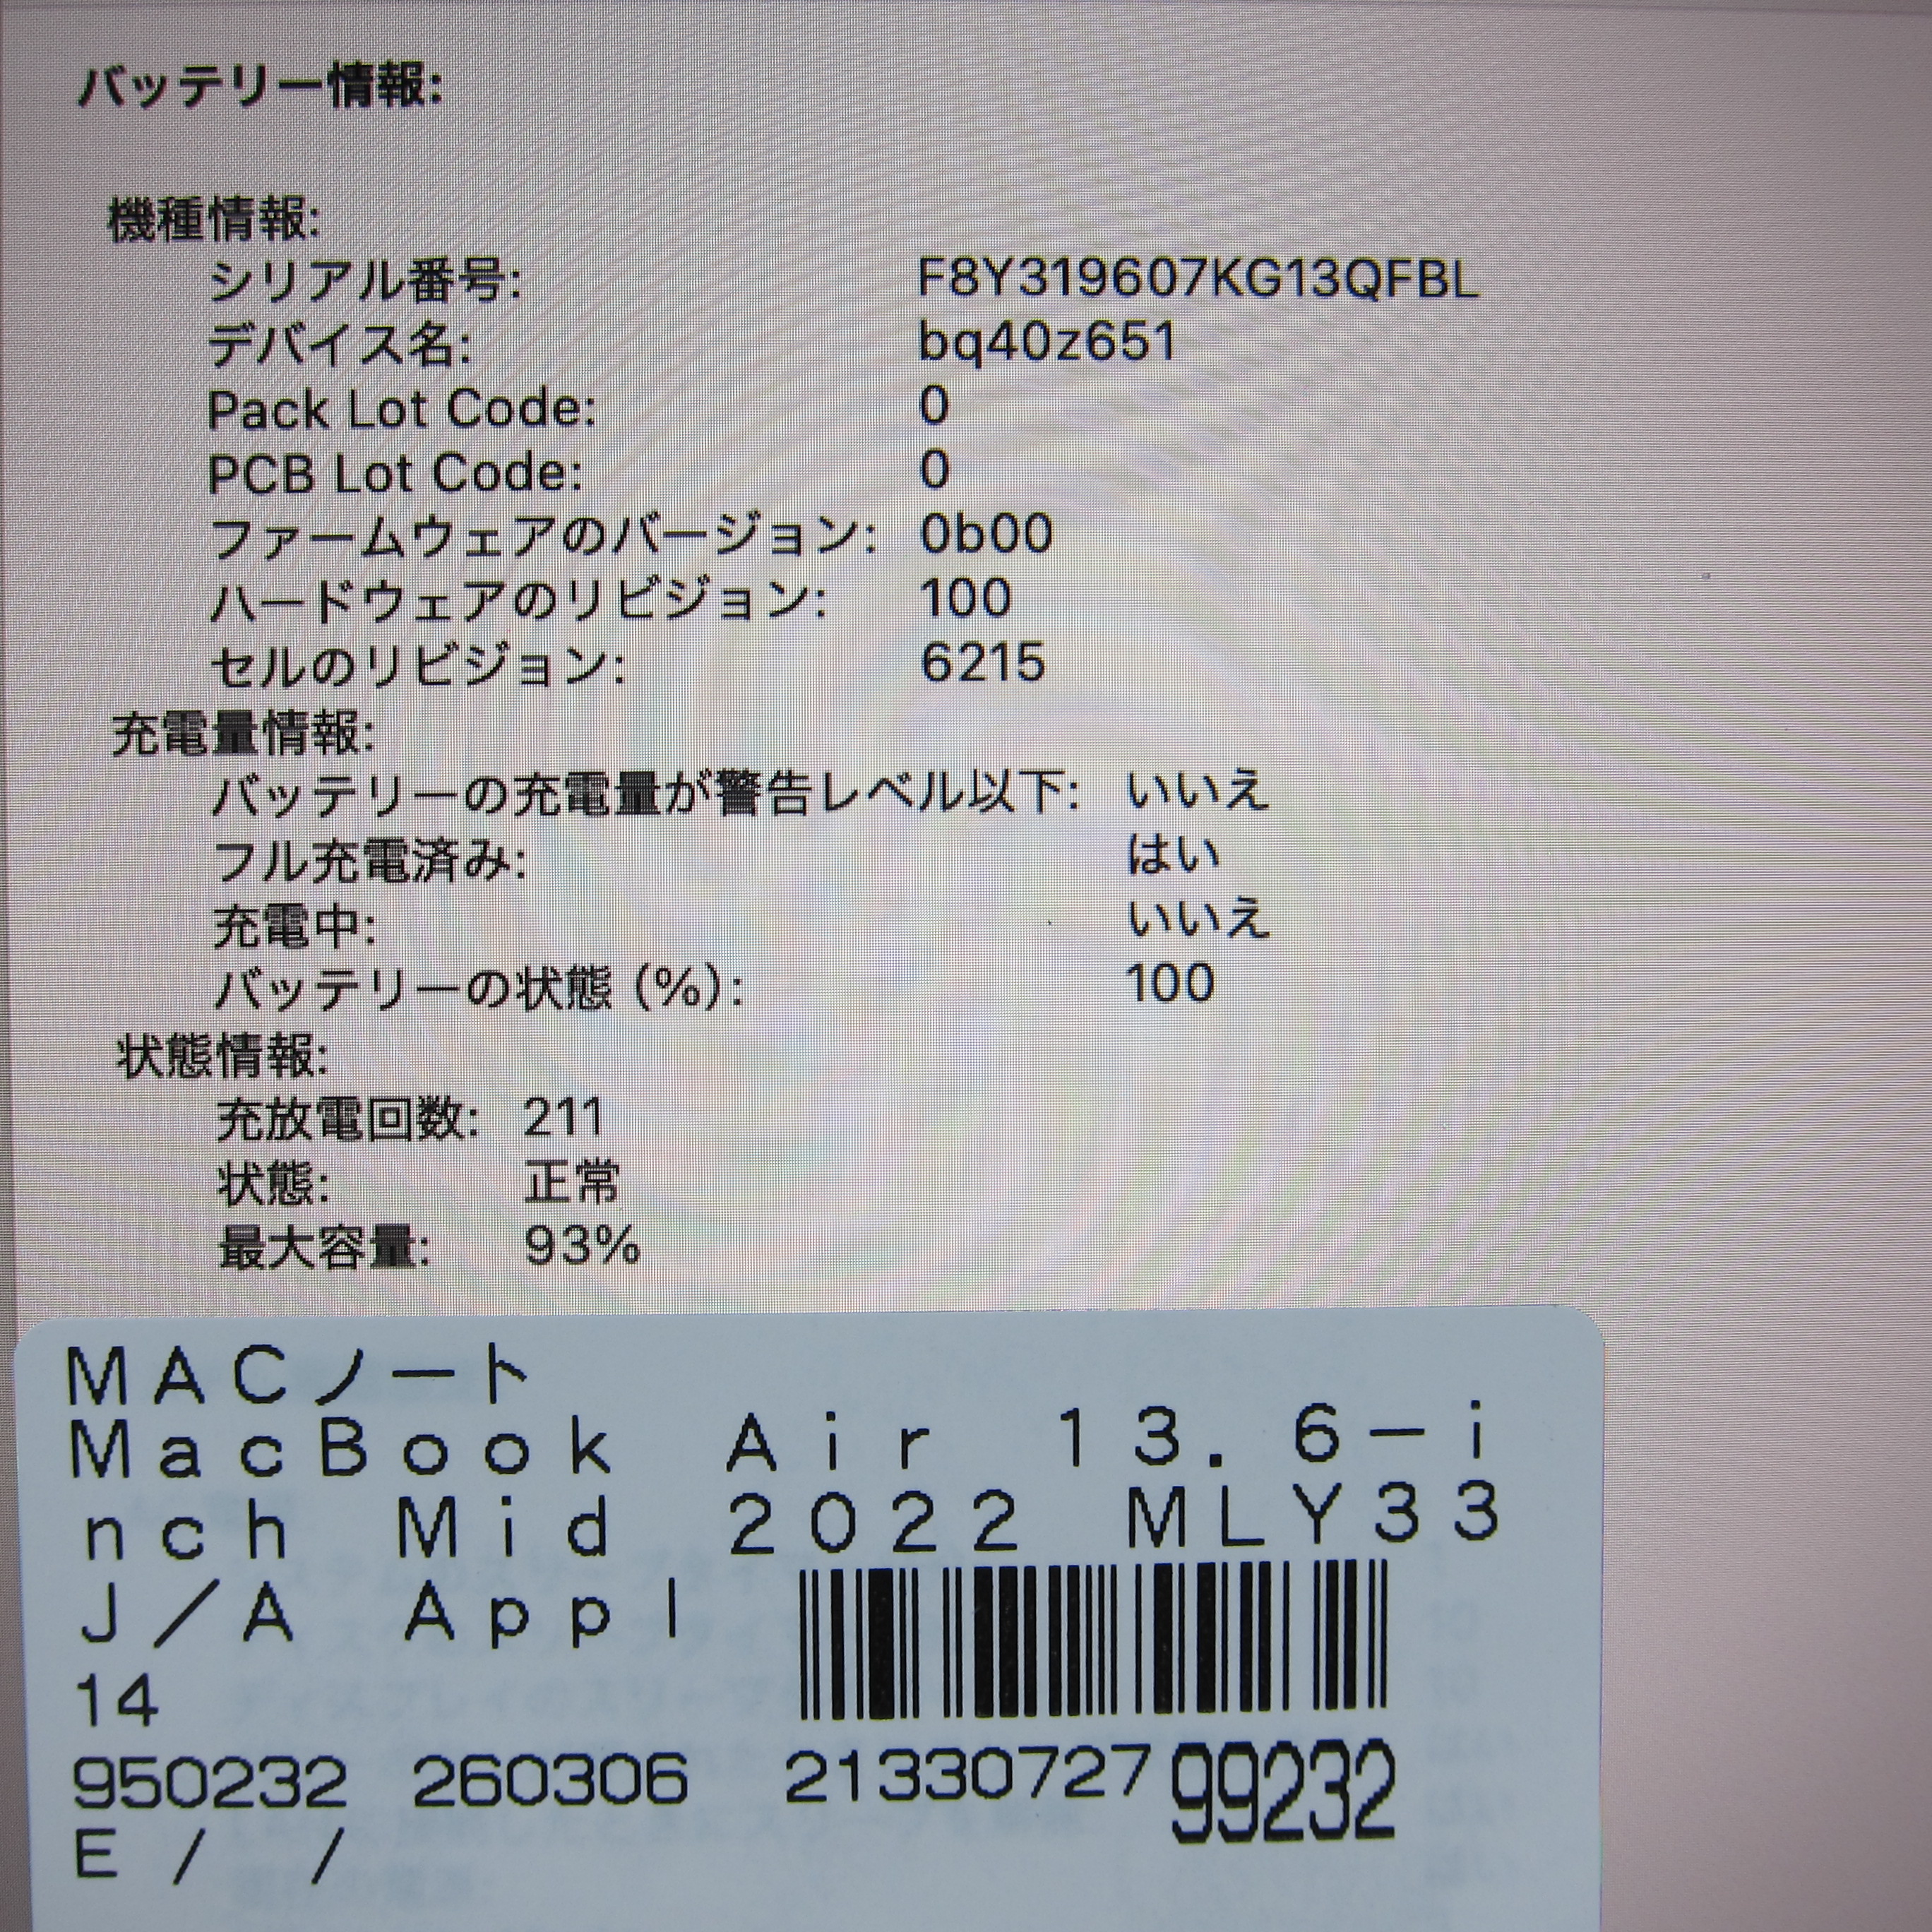 バッテリー情報:
機種情報:
シリアル番号: F8Y319607KG13QFBL
デバイス名: bq40z651
Pack Lot Code: 0
PCB Lot Code: 0
ファームウェアのバージョン: 0b00
ハードウェアのリビジョン: 100
セルのリビジョン: 6215
充電量情報:
バッテリーの充電量が警告レベル以下: いいえ
フル充電済み: はい
充電中: いいえ
バッテリーの状態 (%): 100
状態情報:
充放電回数: 211
状態: 正常
最大容量: 93%
MACノート
MacBook Air 13.6-i
nch Mid 2022 MLY33
J/A Appl
14
950232 260306 21330727 99232
E / /